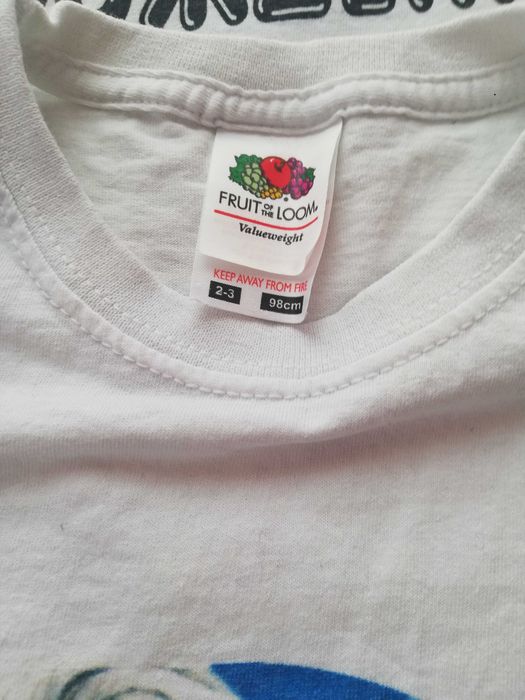 FRUIT OF THE LOOM
Valueweight
KEEP AWAY FROM FIRE
2-3 98cm